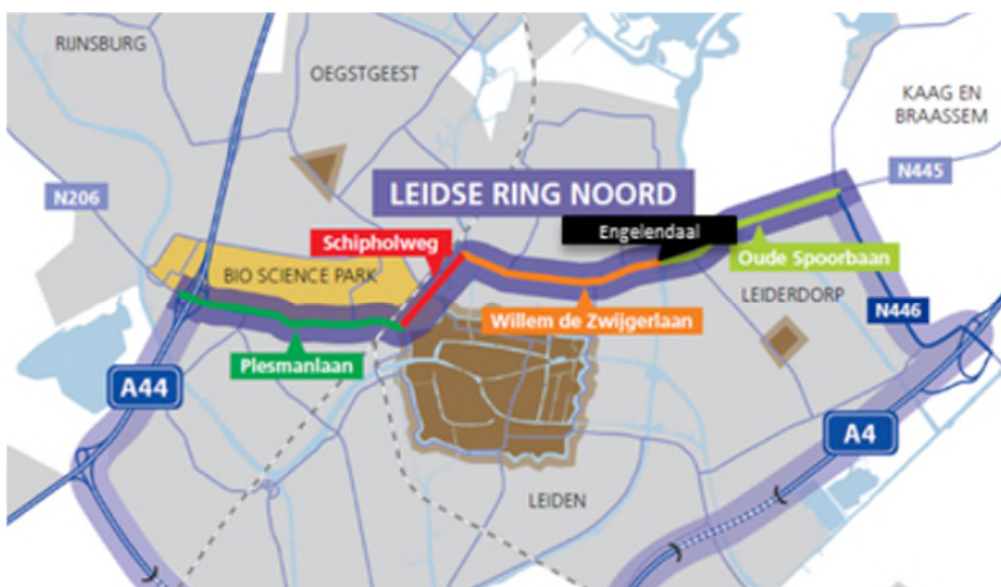 RIJNSBURG
OEGSTGEEST
KAAG EN
BRAASSEM
N445
N206
LEIDSE RING NOORD
Engelendaal
Schipholweg
Oude Spoorbaan
BIO SCIENCE PARK
LEIDERDORP
N446
Willem de Zwijgerlaan
Plesmanlaan
A44
A4
LEIDEN